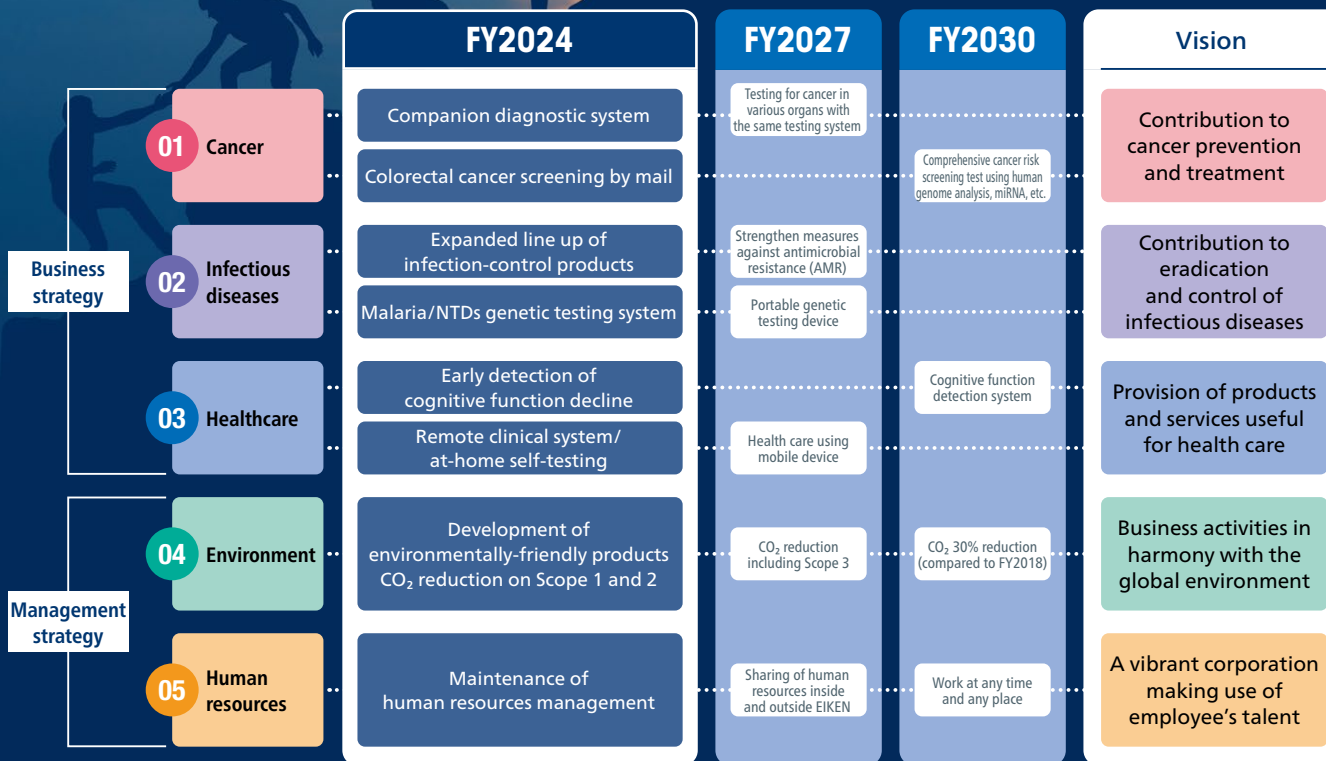 FY2024
FY2027
FY2030
Vision
Business
strategy
01
Cancer
Companion diagnostic system
Testing for cancer in
various organs with
the same testing system
Colorectal cancer screening by mail
Comprehensive cancer risk
screening test using human
genome analysis, miRNA, etc.
Contribution to
cancer prevention
and treatment
02
Infectious
diseases
Expanded line up of
infection-control products
Strengthen measures
against antimicrobial
resistance (AMR)
Malaria/NTDs genetic testing system
Portable genetic
testing device
Contribution to
eradication
and control of
infectious diseases
03
Healthcare
Early detection of
cognitive function decline
Cognitive function
detection system
Remote clinical system/
at-home self-testing
Health care using
mobile device
Provision of products
and services useful
for health care
Management
strategy
04
Environment
Development of
environmentally-friendly products
CO₂ reduction on Scope 1 and 2
CO₂ reduction
including Scope 3
CO₂ 30% reduction
(compared to FY2018)
Business activities in
harmony with the
global environment
05
Human
resources
Maintenance of
human resources management
Sharing of human
resources inside
and outside EIKEN
Work at any time
and any place
A vibrant corporation
making use of
employee's talent